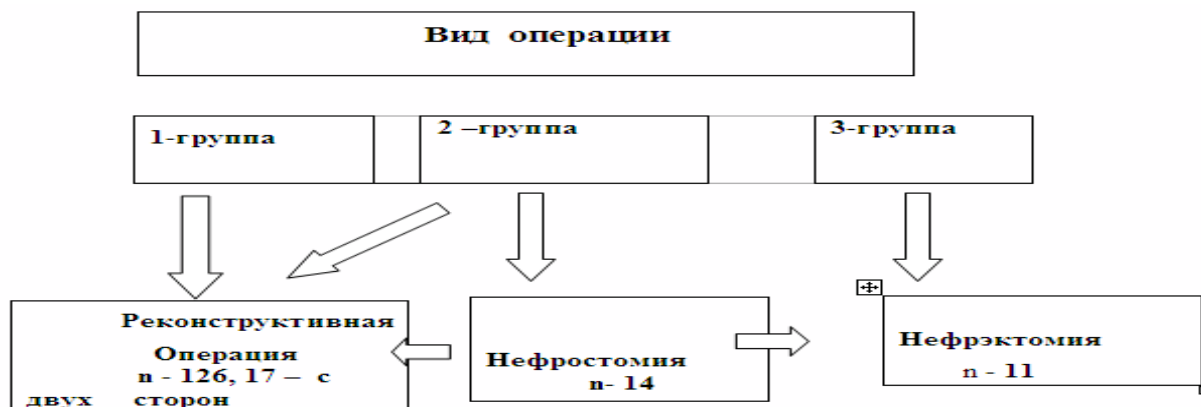 Вид операции
1-группа
2 –группа
3-группа
Реконструктивная
Операция
n - 126, 17 – с
двух сторон
Нефростомия
n- 14
Нефрэктомия
n - 11